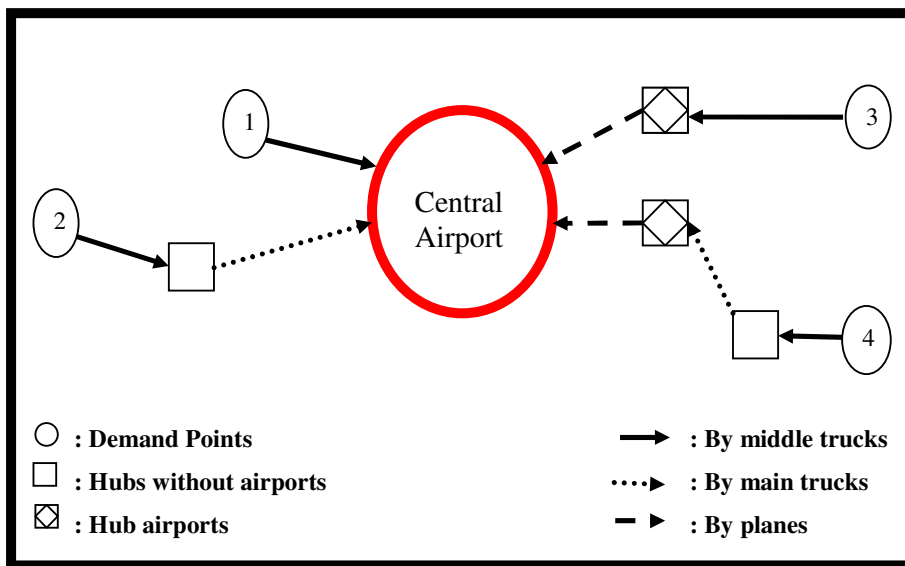 1
3
2
Central
Airport
4
: Demand Points
: Hubs without airports
: Hub airports
: By middle trucks
: By main trucks
: By planes